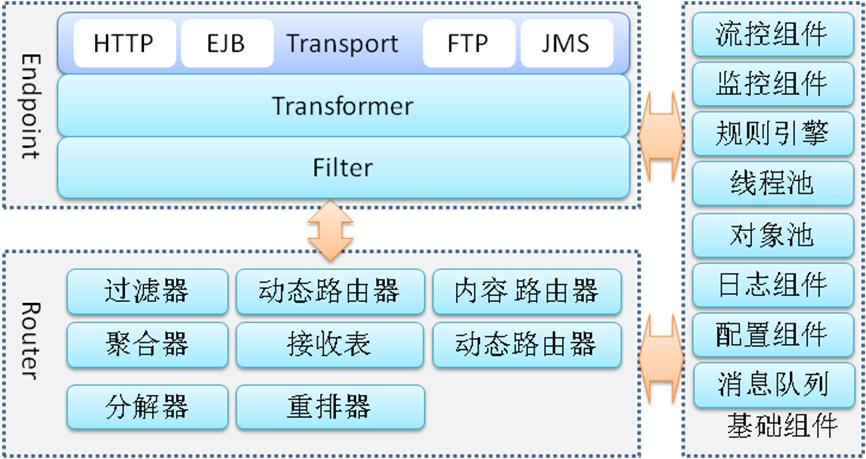 Endpoint
HTTP EJB Transport FTP JMS
Transformer
Filter
Router
过滤器 动态路由器 内容 路由器
聚合器 接收表 动态路由器
分解器 重排器
流控组件
监控组件
规则引擎
线程池
对象池
日志组件
配置组件
消息队列
基础组件